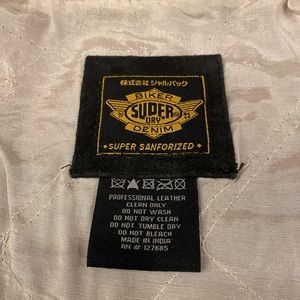 株式会社 ジャルパック
BIKER
SUDER
DRY
DENIM
• SUPER SANFORIZED •
PROFESSIONAL LEATHER
CLEAN ONLY
DO NOT WASH
DO NOT DRY CLEAN
DO NOT TUMBLE DRY
DO NOT BLEACH
MADE IN INDIA
RN # 127685